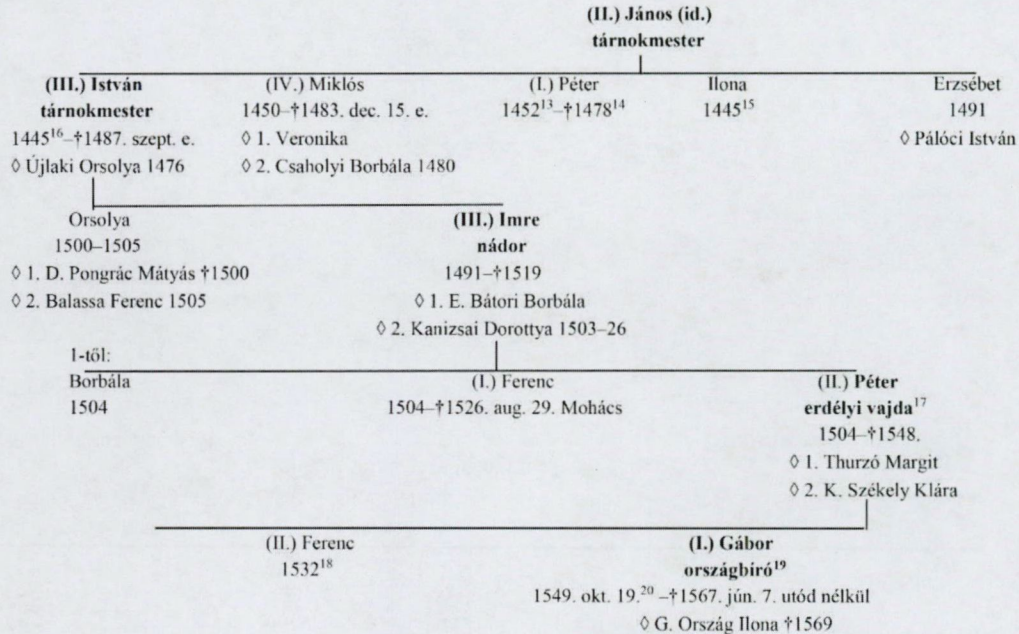 (II.) János (id.)
tárnokmester
(III.) István
tárnokmester
1445¹⁶–†1487. szept. e.
◊ Újlaki Orsolya 1476
(IV.) Miklós
1450–†1483. dec. 15. e.
◊ 1. Veronika
◊ 2. Csaholyi Borbála 1480
(I.) Péter
1452¹³–†1478¹⁴
Ilona
1445¹⁵
Erzsébet
1491
◊ Pálóci István
Orsolya
1500–1505
◊ 1. D. Pongrác Mátyás †1500
◊ 2. Balassa Ferenc 1505
(III.) Imre
nádor
1491–†1519
◊ 1. E. Bátori Borbála
◊ 2. Kanizsai Dorottya 1503–26
1-től:
Borbála
1504
(I.) Ferenc
1504–†1526. aug. 29. Mohács
(II.) Péter
erdélyi vajda¹⁷
1504–†1548.
◊ 1. Thurzó Margit
◊ 2. K. Székely Klára
(II.) Ferenc
1532¹⁸
(I.) Gábor
országbíró¹⁹
1549. okt. 19.²⁰ –†1567. jún. 7. utód nélkül
◊ G. Ország Ilona †1569